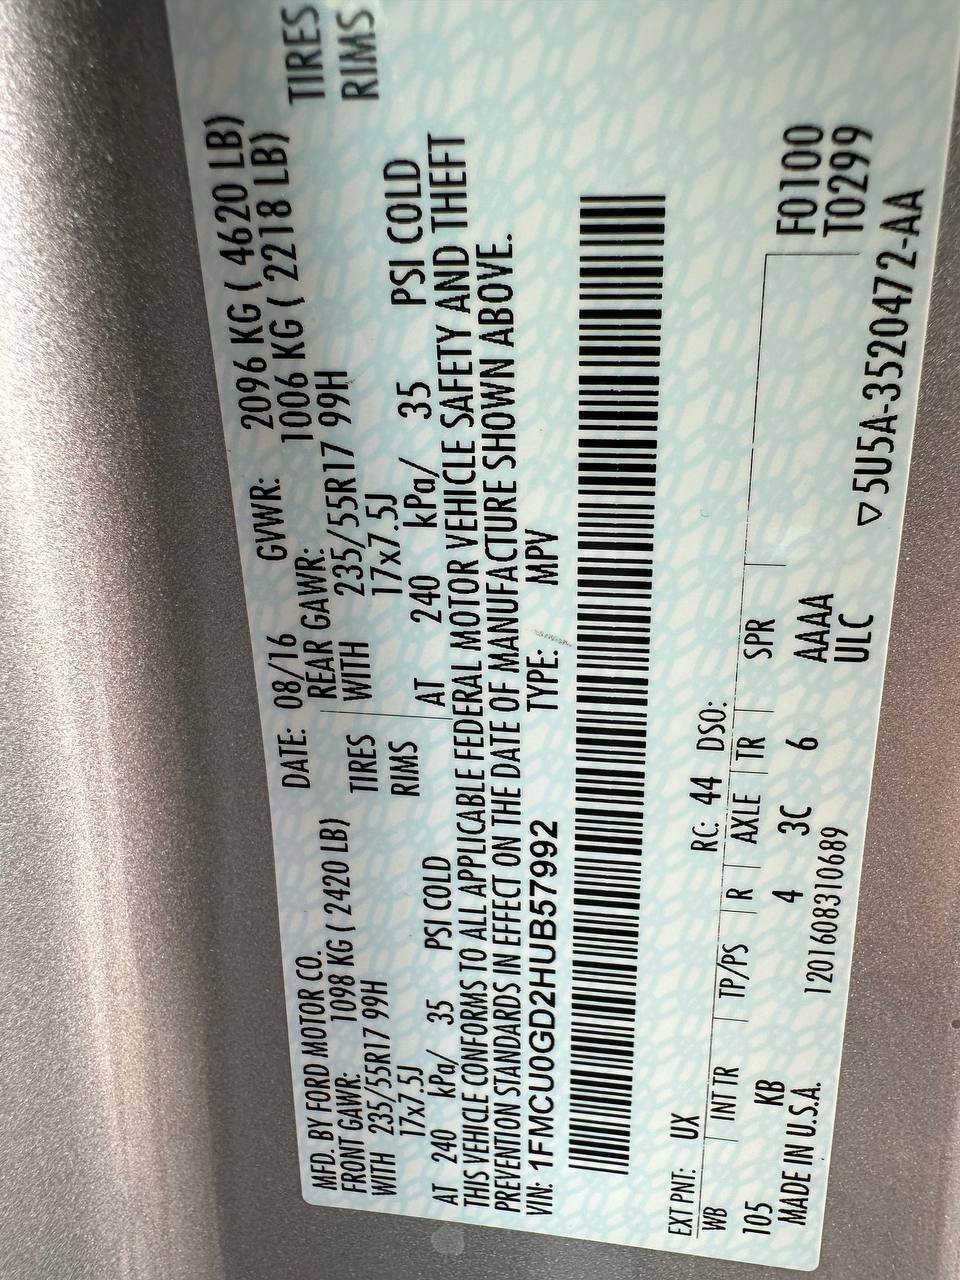 MFD. BY FORD MOTOR CO.
DATE: 08/16
GVWR: 2096 KG ( 4620 LB)
FRONT GAWR: 1098 KG ( 2420 LB)
REAR GAWR: 1006 KG ( 2218 LB)
WITH 235/55R17 99H TIRES
WITH 235/55R17 99H TIRES
17x7.5J RIMS
17x7.5J RIMS
AT 240 kPa/ 35 PSI COLD
AT 240 kPa/ 35 PSI COLD
THIS VEHICLE CONFORMS TO ALL APPLICABLE FEDERAL MOTOR VEHICLE SAFETY AND THEFT
PREVENTION STANDARDS IN EFFECT ON THE DATE OF MANUFACTURE SHOWN ABOVE.
VIN: 1FMCU0GD2HUB57992 TYPE: MPV
EXT PNT: UX RC: 44 DSO:
WB INT TR TP/PS R AXLE TR SPR F0100
105 KB 4 3C 6 AAAA T0299
MADE IN U.S.A. 1201608310689 ULC
▽5U5A-3520472-AA